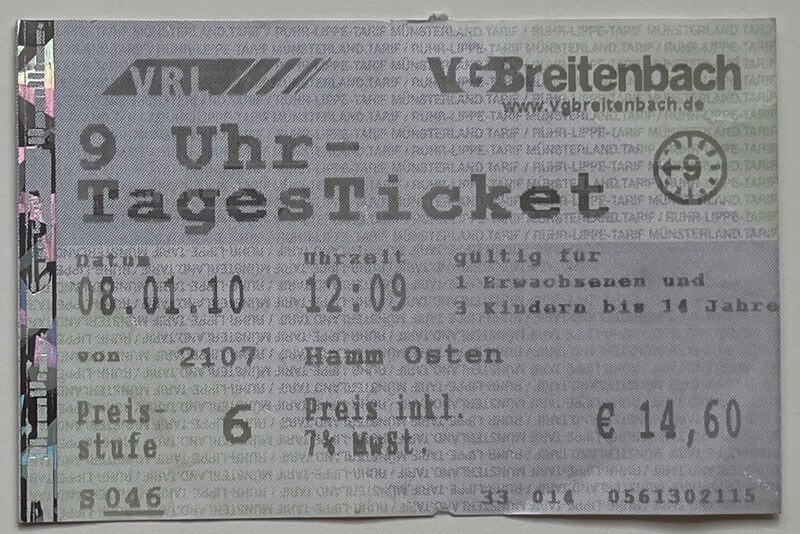 VRL VGBreitenbach
www.vgbreitenbach.de
9 Uhr-
TagesTicket
9
Datum Uhrzeit gültig für
08.01.10 12:09 1 Erwachsenen und
3 Kindern bis 14 Jahre
von 2107 Hamm Osten
Preis-
stufe 6 Preis inkl.
7% MwSt. € 14,60
S 046 33 014 0561302115